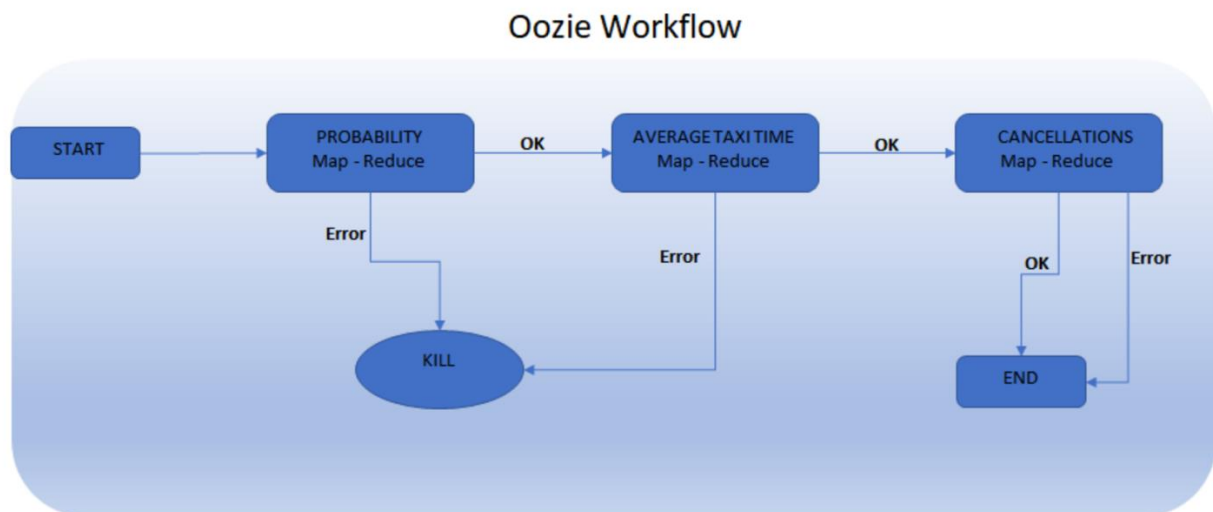 Oozie Workflow
START
PROBABILITY
Map - Reduce
OK
AVERAGE TAXI TIME
Map - Reduce
OK
CANCELLATIONS
Map - Reduce
Error
Error
OK
Error
KILL
END